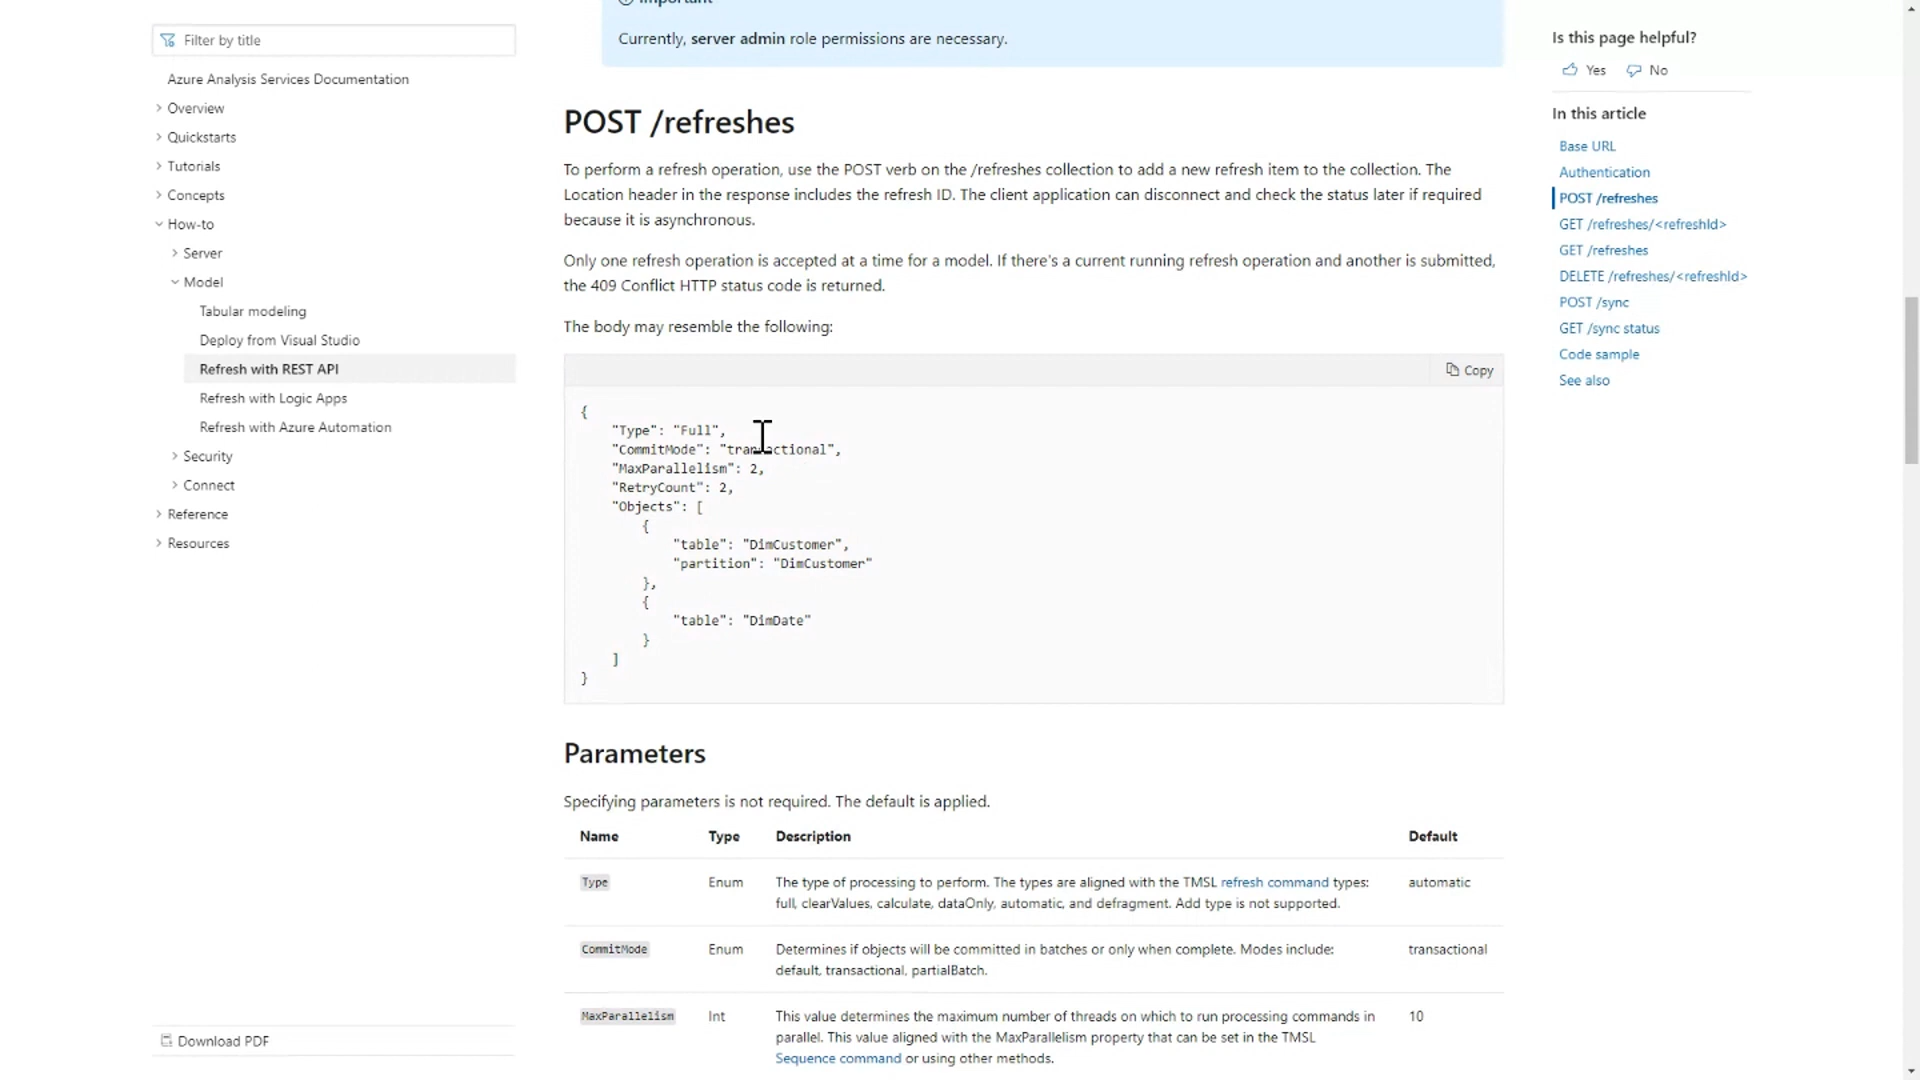 Important
Currently, server admin role permissions are necessary.
Filter by title
Azure Analysis Services Documentation
Overview
Quickstarts
Tutorials
Concepts
How-to
Server
Model
Tabular modeling
Deploy from Visual Studio
Refresh with REST API
Refresh with Logic Apps
Refresh with Azure Automation
Security
Connect
Reference
Resources
Download PDF
POST /refreshes
To perform a refresh operation, use the POST verb on the /refreshes collection to add a new refresh item to the collection. The
Location header in the response includes the refresh ID. The client application can disconnect and check the status later if required
because it is asynchronous.
Only one refresh operation is accepted at a time for a model. If there's a current running refresh operation and another is submitted,
the 409 Conflict HTTP status code is returned.
The body may resemble the following:
Copy
{
"Type": "Full",
"CommitMode": "transactional",
"MaxParallelism": 2,
"RetryCount": 2,
"Objects": [
{
"table": "DimCustomer",
"partition": "DimCustomer"
},
{
"table": "DimDate"
}
]
}
Parameters
Specifying parameters is not required. The default is applied.
Name Type Description Default
Type Enum The type of processing to perform. The types are aligned with the TMSL refresh command types: automatic
full, clearValues, calculate, dataOnly, automatic, and defragment. Add type is not supported.
CommitMode Enum Determines if objects will be committed in batches or only when complete. Modes include: transactional
default, transactional, partialBatch.
MaxParallelism Int This value determines the maximum number of threads on which to run processing commands in 10
parallel. This value aligned with the MaxParallelism property that can be set in the TMSL
Sequence command or using other methods.
Is this page helpful?
Yes No
In this article
Base URL
Authentication
POST /refreshes
GET /refreshes/<refreshId>
GET /refreshes
DELETE /refreshes/<refreshId>
POST /sync
GET /sync status
Code sample
See also